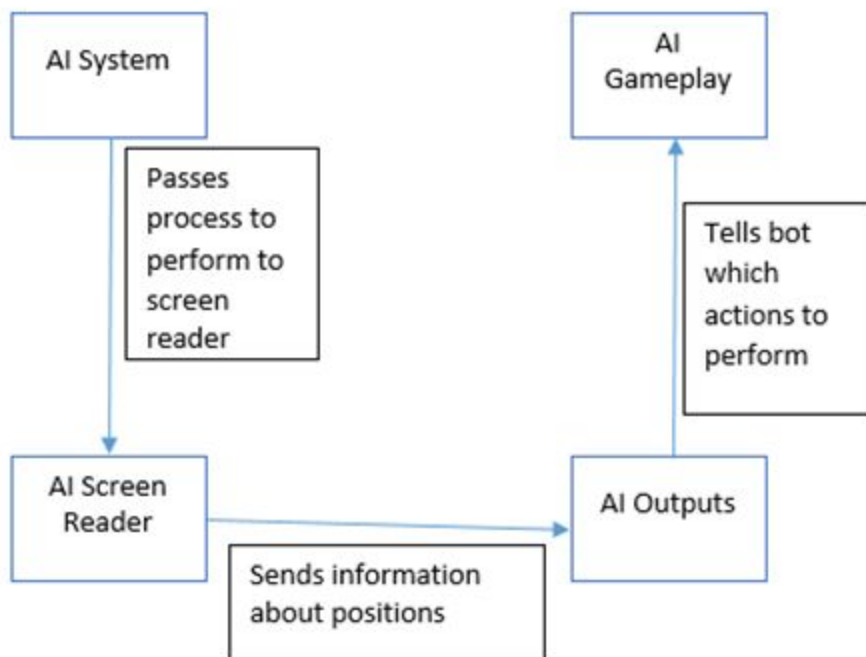 AI System
AI
Gameplay
Passes
process to
perform to
screen
reader
Tells bot
which
actions to
perform
AI Screen
Reader
AI Outputs
Sends information
about positions